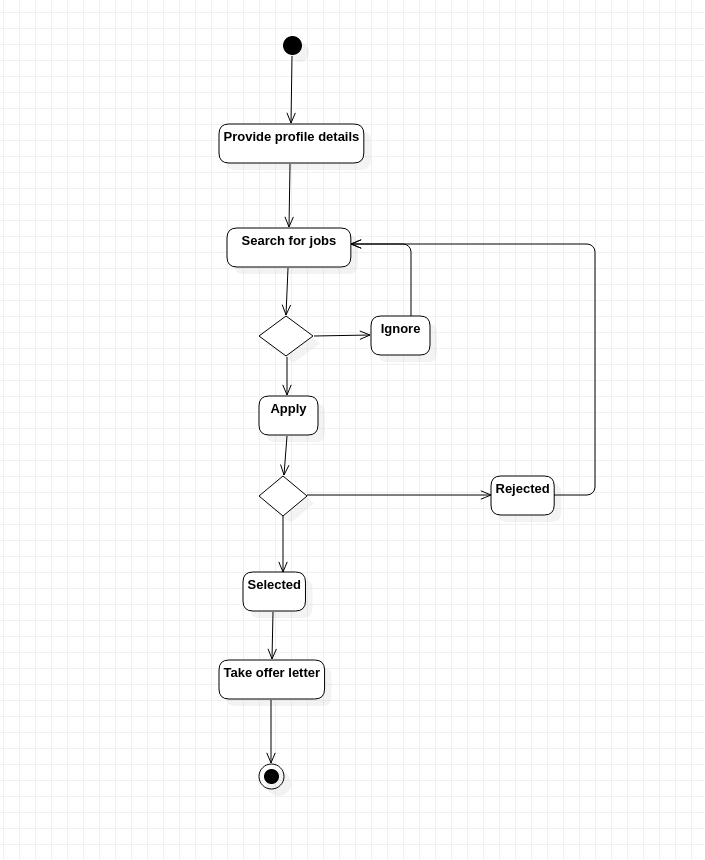 Provide profile details
Search for jobs
Ignore
Apply
Rejected
Selected
Take offer letter